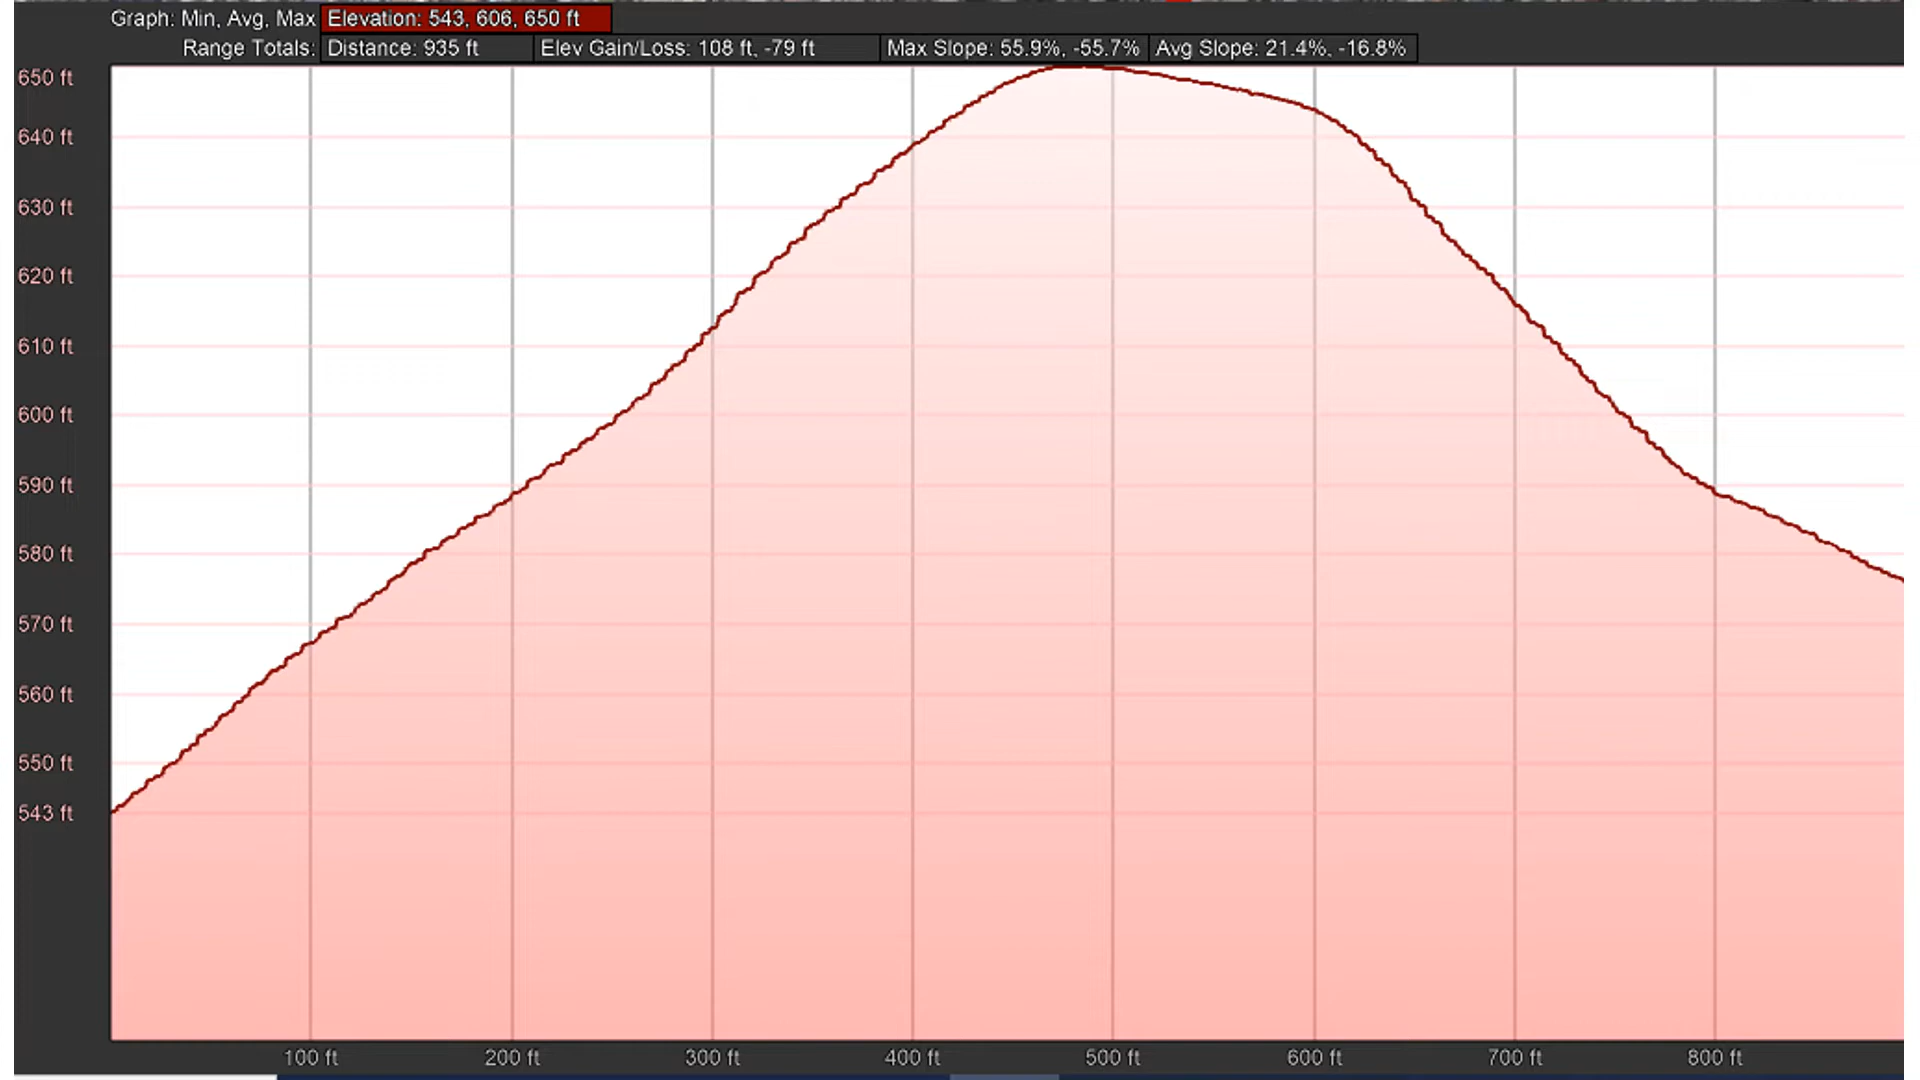 Graph: Min, Avg, Max Elevation: 543, 606, 650 ft
Range Totals: Distance: 935 ft Elev Gain/Loss: 108 ft, -79 ft Max Slope: 55.9%, -55.7% Avg Slope: 21.4%, -16.8%
650 ft
640 ft
630 ft
620 ft
610 ft
600 ft
590 ft
580 ft
570 ft
560 ft
550 ft
543 ft
100 ft 200 ft 300 ft 400 ft 500 ft 600 ft 700 ft 800 ft